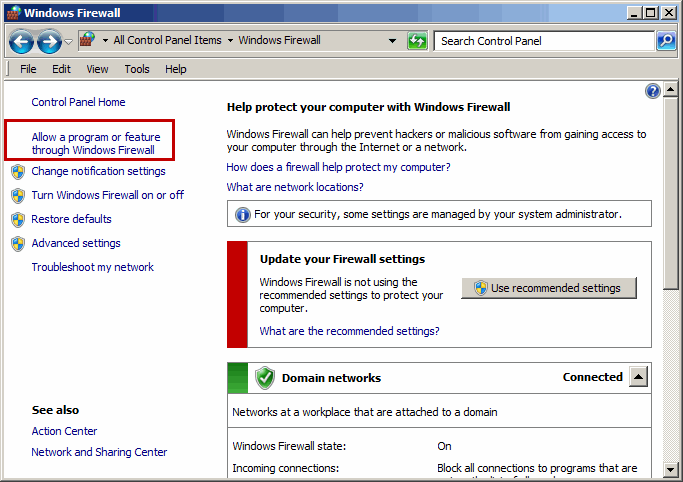 Windows Firewall
All Control Panel Items
Windows Firewall
Search Control Panel
File Edit View Tools Help
Control Panel Home
Allow a program or feature
through Windows Firewall
Change notification settings
Turn Windows Firewall on or off
Restore defaults
Advanced settings
Troubleshoot my network
See also
Action Center
Network and Sharing Center
Help protect your computer with Windows Firewall
Windows Firewall can help prevent hackers or malicious software from gaining access to
your computer through the Internet or a network.
How does a firewall help protect my computer?
What are network locations?
For your security, some settings are managed by your system administrator.
Update your Firewall settings
Windows Firewall is not using the
recommended settings to protect your
computer.
Use recommended settings
What are the recommended settings?
Domain networks
Connected
Networks at a workplace that are attached to a domain
Windows Firewall state: On
Incoming connections: Block all connections to programs that are